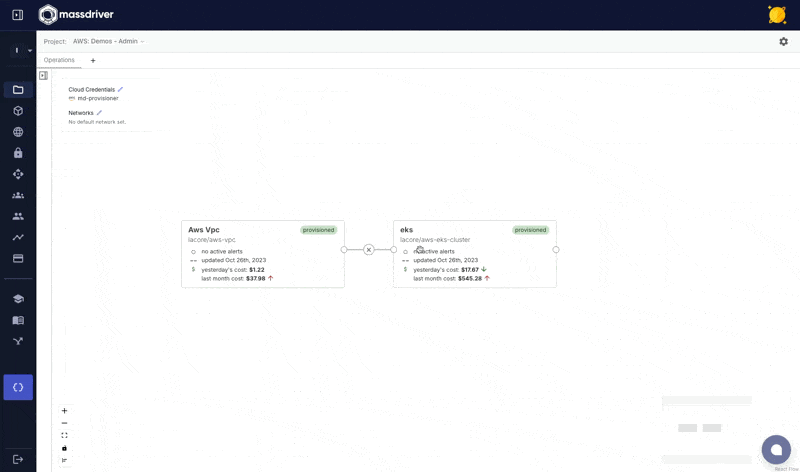 massdriver
Project: AWS: Demos - Admin
Operations +
Cloud Credentials
md-provisioner
Networks
No default network set.
Aws Vpc provisioned
lacore/aws-vpc
no active alerts
updated Oct 26th, 2023
$ yesterday's cost: $1.22
last month cost: $37.98 ↑
eks provisioned
lacore/aws-eks-cluster
no active alerts
updated Oct 26th, 2023
$ yesterday's cost: $17.67 ↓
last month cost: $545.28 ↑
React Flow